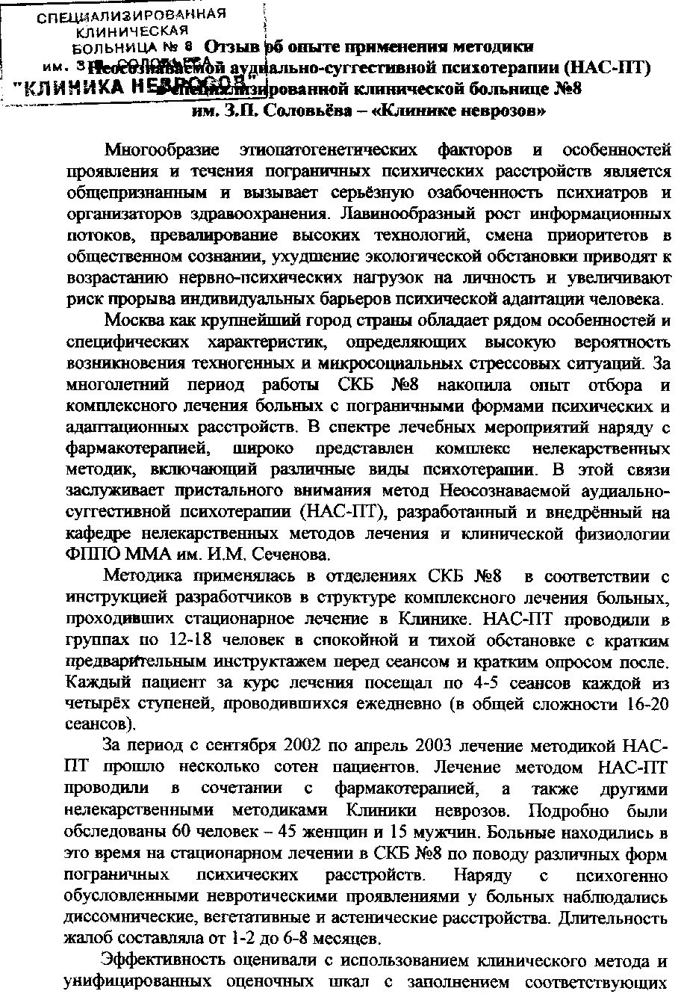 СПЕЦИАЛИЗИРОВАННАЯ
КЛИНИЧЕСКАЯ
БОЛЬНИЦА № 8
им. З.П. СОЛОВЬЕВА -
"КЛИНИКА НЕВРОЗОВ"
Отзыв об опыте применения методики
Неосознаваемой аудиально-суггестивной психотерапии (НАС-ПТ)
в Специализированной клинической больнице №8
им. З.П. Соловьёва – «Клинике неврозов»
Многообразие этиопатогенетических факторов и особенностей
проявления и течения пограничных психических расстройств является
общепризнанным и вызывает серьёзную озабоченность психиатров и
организаторов здравоохранения. Лавинообразный рост информационных
потоков, превалирование высоких технологий, смена приоритетов в
общественном сознании, ухудшение экологической обстановки приводят к
возрастанию нервно-психических нагрузок на личность и увеличивают
риск прорыва индивидуальных барьеров психической адаптации человека.
Москва как крупнейший город страны обладает рядом особенностей и
специфических характеристик, определяющих высокую вероятность
возникновения техногенных и микросоциальных стрессовых ситуаций. За
многолетний период работы СКБ №8 накопила опыт отбора и
комплексного лечения больных с пограничными формами психических и
адаптационных расстройств. В спектре лечебных мероприятий наряду с
фармакотерапией, широко представлен комплекс нелекарственных
методик, включающий различные виды психотерапии. В этой связи
заслуживает пристального внимания метод Неосознаваемой аудиально-
суггестивной психотерапии (НАС-ПТ), разработанный и внедрённый на
кафедре нелекарственных методов лечения и клинической физиологии
ФППО ММА им. И.М. Сеченова.
Методика применялась в отделениях СКБ №8 в соответствии с
инструкцией разработчиков в структуре комплексного лечения больных,
проходивших стационарное лечение в Клинике. НАС-ПТ проводили в
группах по 12-18 человек в спокойной и тихой обстановке с кратким
предварительным инструктажем перед сеансом и кратким опросом после.
Каждый пациент за курс лечения посещал по 4-5 сеансов каждой из
четырёх ступеней, проводившихся ежедневно (в общей сложности 16-20
сеансов).
За период с сентября 2002 по апрель 2003 лечение методикой НАС-
ПТ прошло несколько сотен пациентов. Лечение методом НАС-ПТ
проводили в сочетании с фармакотерапией, а также другими
нелекарственными методиками Клиники неврозов. Подробно были
обследованы 60 человек – 45 женщин и 15 мужчин. Больные находились в
это время на стационарном лечении в СКБ №8 по поводу различных форм
пограничных психических расстройств. Наряду с психогенно
обусловленными невротическими проявлениями у больных наблюдались
диссомнические, вегетативные и астенические расстройства. Длительность
жалоб составляла от 1-2 до 6-8 месяцев.
Эффективность оценивали с использованием клинического метода и
унифицированных оценочных шкал с заполнением соответствующих